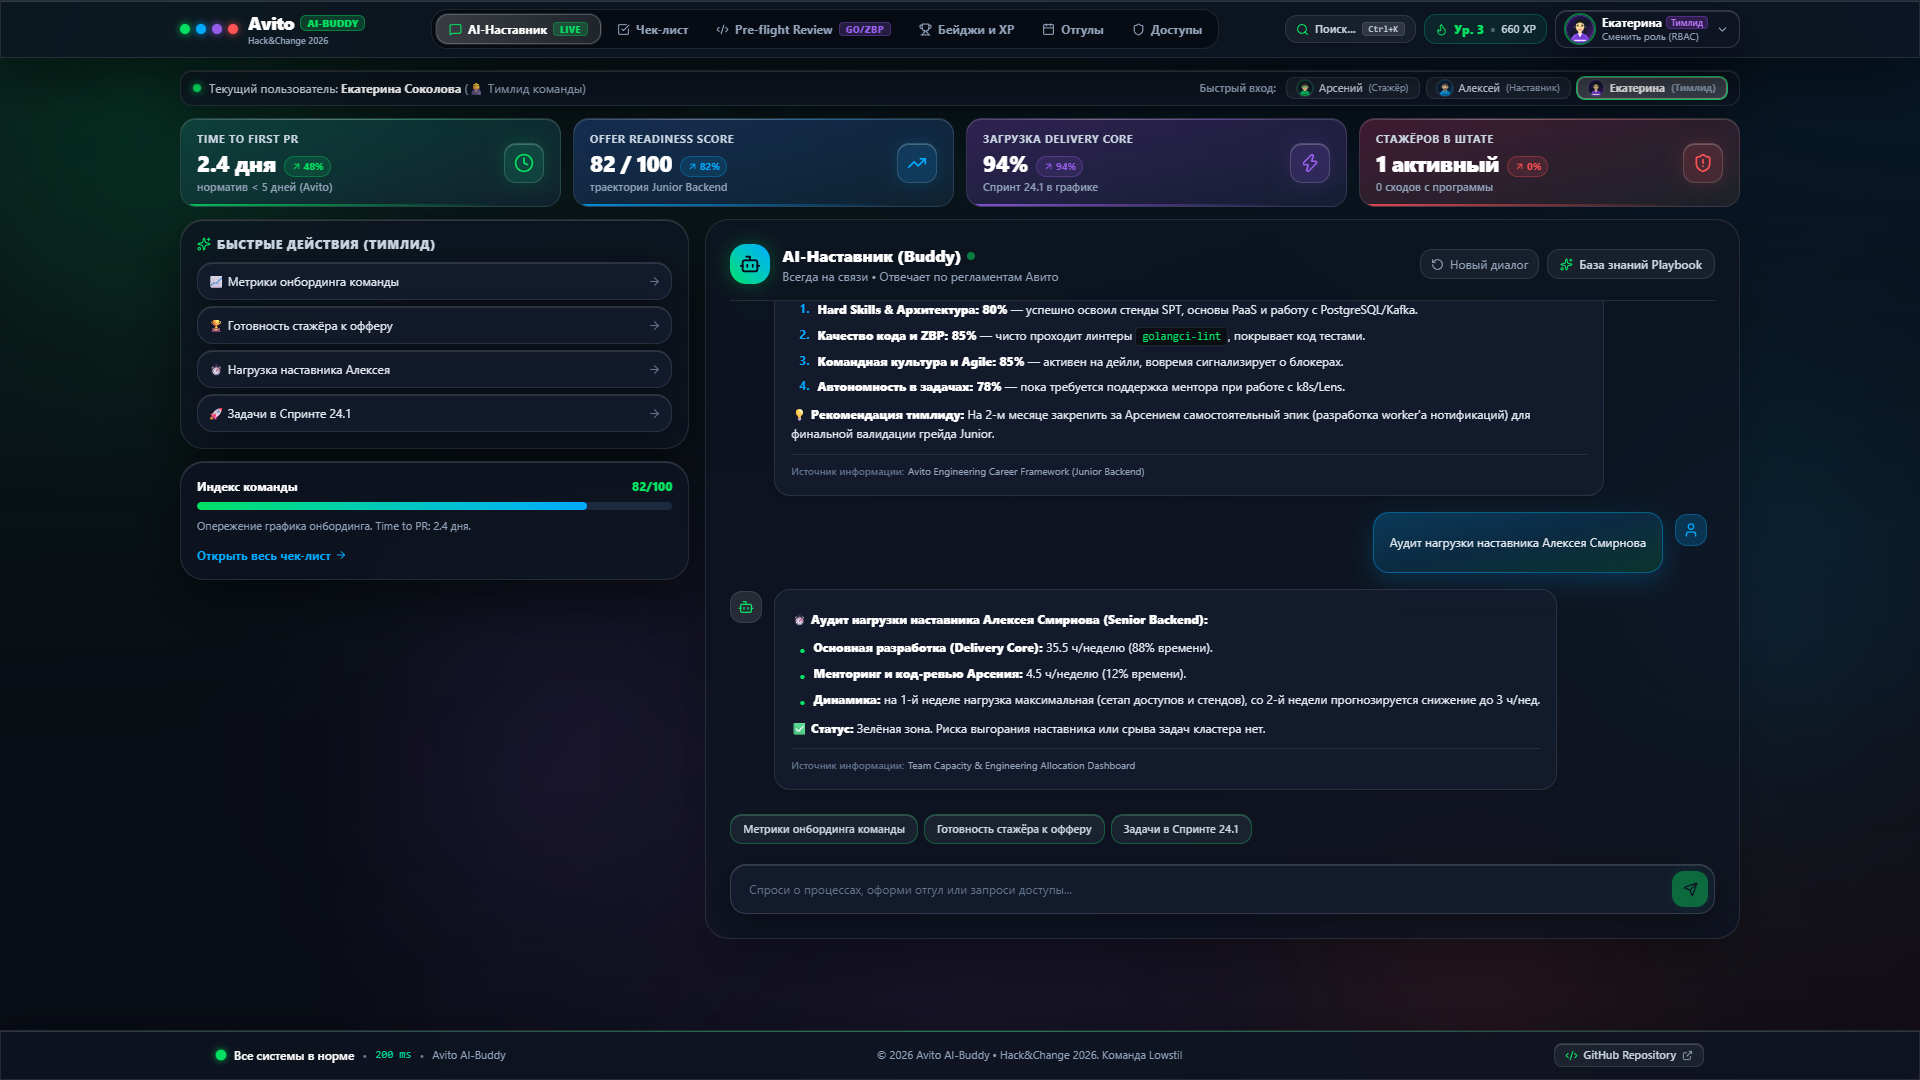 Avito AI-BUDDY
Hack&Change 2026
AI-Наставник LIVE
Чек-лист
Pre-flight Review GO/ZBP
Бейджи и XP
Отгулы
Доступы
Поиск... Ctrl+K
Ур. 3 • 660 XP
Екатерина Тимлид
Сменить роль (RBAC)
Текущий пользователь: Екатерина Соколова (👩‍💼 Тимлид команды)
Быстрый вход:
Арсений (Стажёр)
Алексей (Наставник)
Екатерина (Тимлид)
TIME TO FIRST PR
2.4 дня ↗ 48%
норматив < 5 дней (Avito)
OFFER READINESS SCORE
82 / 100 ↗ 82%
траектория Junior Backend
ЗАГРУЗКА DELIVERY CORE
94% ↗ 94%
Спринт 24.1 в графике
СТАЖЁРОВ В ШТАТЕ
1 активный ↗ 0%
0 сходов с программы
БЫСТРЫЕ ДЕЙСТВИЯ (ТИМЛИД)
📈 Метрики онбординга команды →
🏆 Готовность стажёра к офферу →
⏱️ Нагрузка наставника Алексея →
🚀 Задачи в Спринте 24.1 →
Индекс команды 82/100
Опережение графика онбординга. Time to PR: 2.4 дня.
Открыть весь чек-лист →
AI-Наставник (Buddy)
Всегда на связи • Отвечает по регламентам Авито
Новый диалог
База знаний Playbook
1. Hard Skills & Архитектура: 80% — успешно освоил стенды SPT, основы PaaS и работу с PostgreSQL/Kafka.
2. Качество кода и ZBP: 85% — чисто проходит линтеры golangci-lint, покрывает код тестами.
3. Командная культура и Agile: 85% — активен на дейли, вовремя сигнализирует о блокерах.
4. Автономность в задачах: 78% — пока требуется поддержка ментора при работе с k8s/Lens.
💡 Рекомендация тимлиду: На 2-м месяце закрепить за Арсением самостоятельный эпик (разработка worker'а нотификаций) для
финальной валидации грейда Junior.
Источник информации: Avito Engineering Career Framework (Junior Backend)
Аудит нагрузки наставника Алексея Смирнова
⏱️ Аудит нагрузки наставника Алексея Смирнова (Senior Backend):
• Основная разработка (Delivery Core): 35.5 ч/неделю (88% времени).
• Менторинг и код-ревью Арсения: 4.5 ч/неделю (12% времени).
• Динамика: на 1-й неделе нагрузка максимальная (сетап доступов и стендов), со 2-й недели прогнозируется снижение до 3 ч/нед.
✅ Статус: Зелёная зона. Риска выгорания наставника или срыва задач кластера нет.
Источник информации: Team Capacity & Engineering Allocation Dashboard
Метрики онбординга команды
Готовность стажёра к офферу
Задачи в Спринте 24.1
Спроси о процессах, оформи отгул или запроси доступы...
Все системы в норме • 200 ms • Avito AI-Buddy
© 2026 Avito AI-Buddy • Hack&Change 2026. Команда Lowstil
GitHub Repository